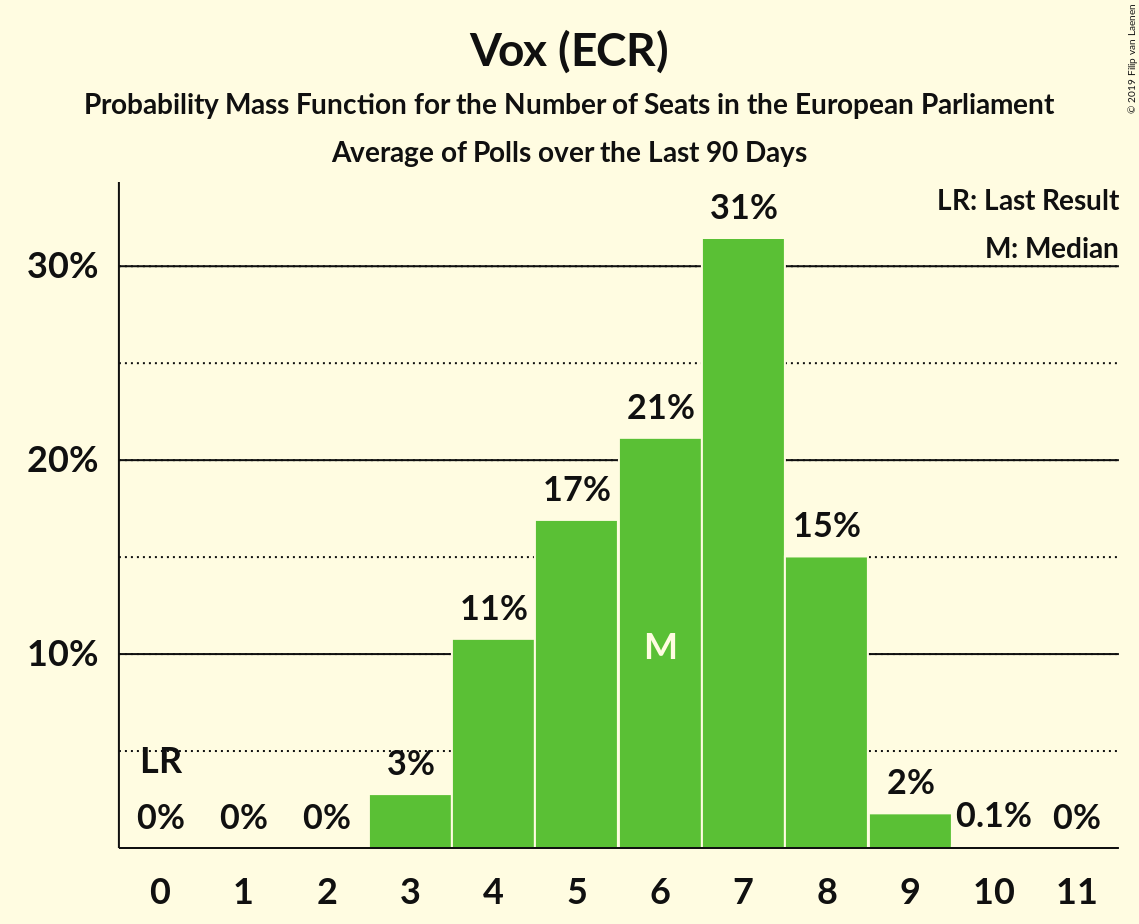 Vox (ECR)
Probability Mass Function for the Number of Seats in the European Parliament
Average of Polls over the Last 90 Days
© 2019 Filip van Laenen
LR: Last Result
M: Median
31%
30%
21%
20%
17%
15%
11%
10%
M
LR
3%
2%
0% 0% 0% 0.1% 0%
0 1 2 3 4 5 6 7 8 9 10 11